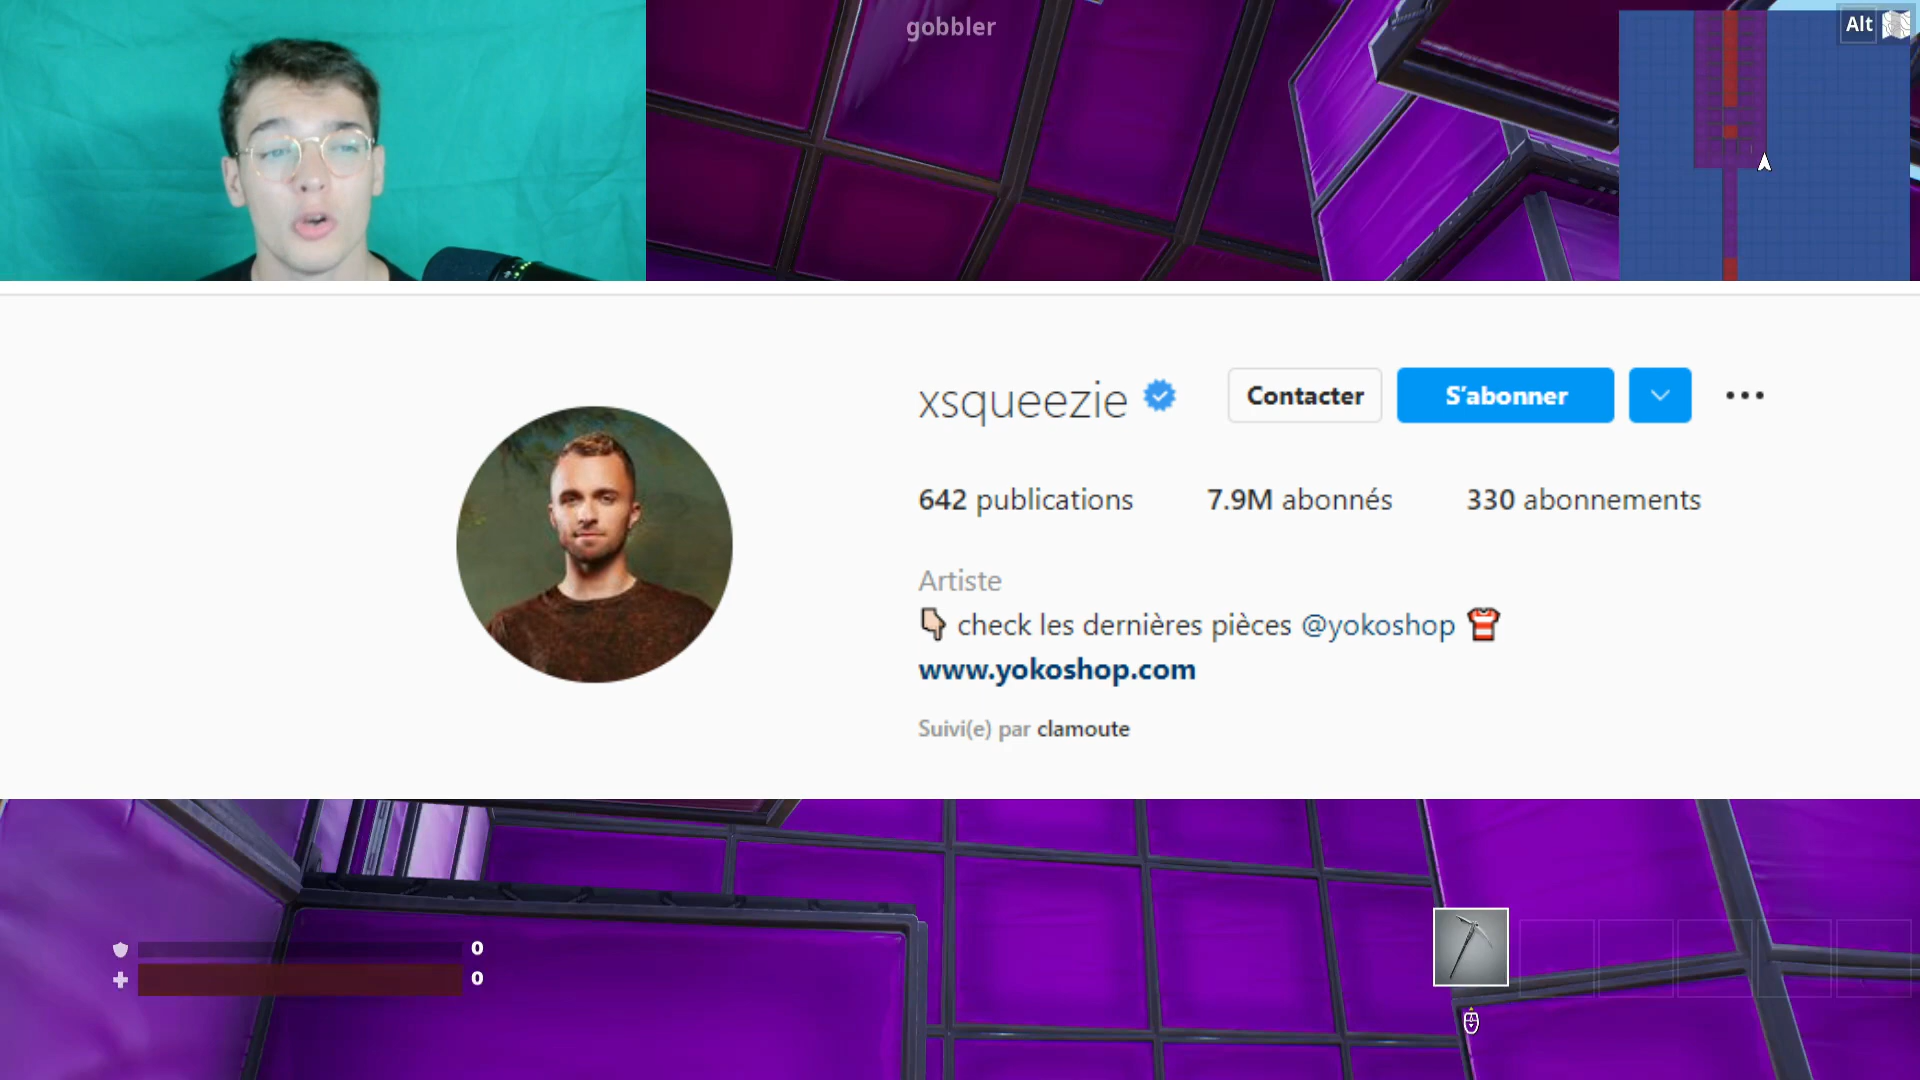 gobbler
Alt
xsqueezie
Contacter
S'abonner
642 publications
7.9M abonnés
330 abonnements
Artiste
👇🏻 check les dernières pièces @yokoshop 👕
www.yokoshop.com
Suivi(e) par clamoute
0
0